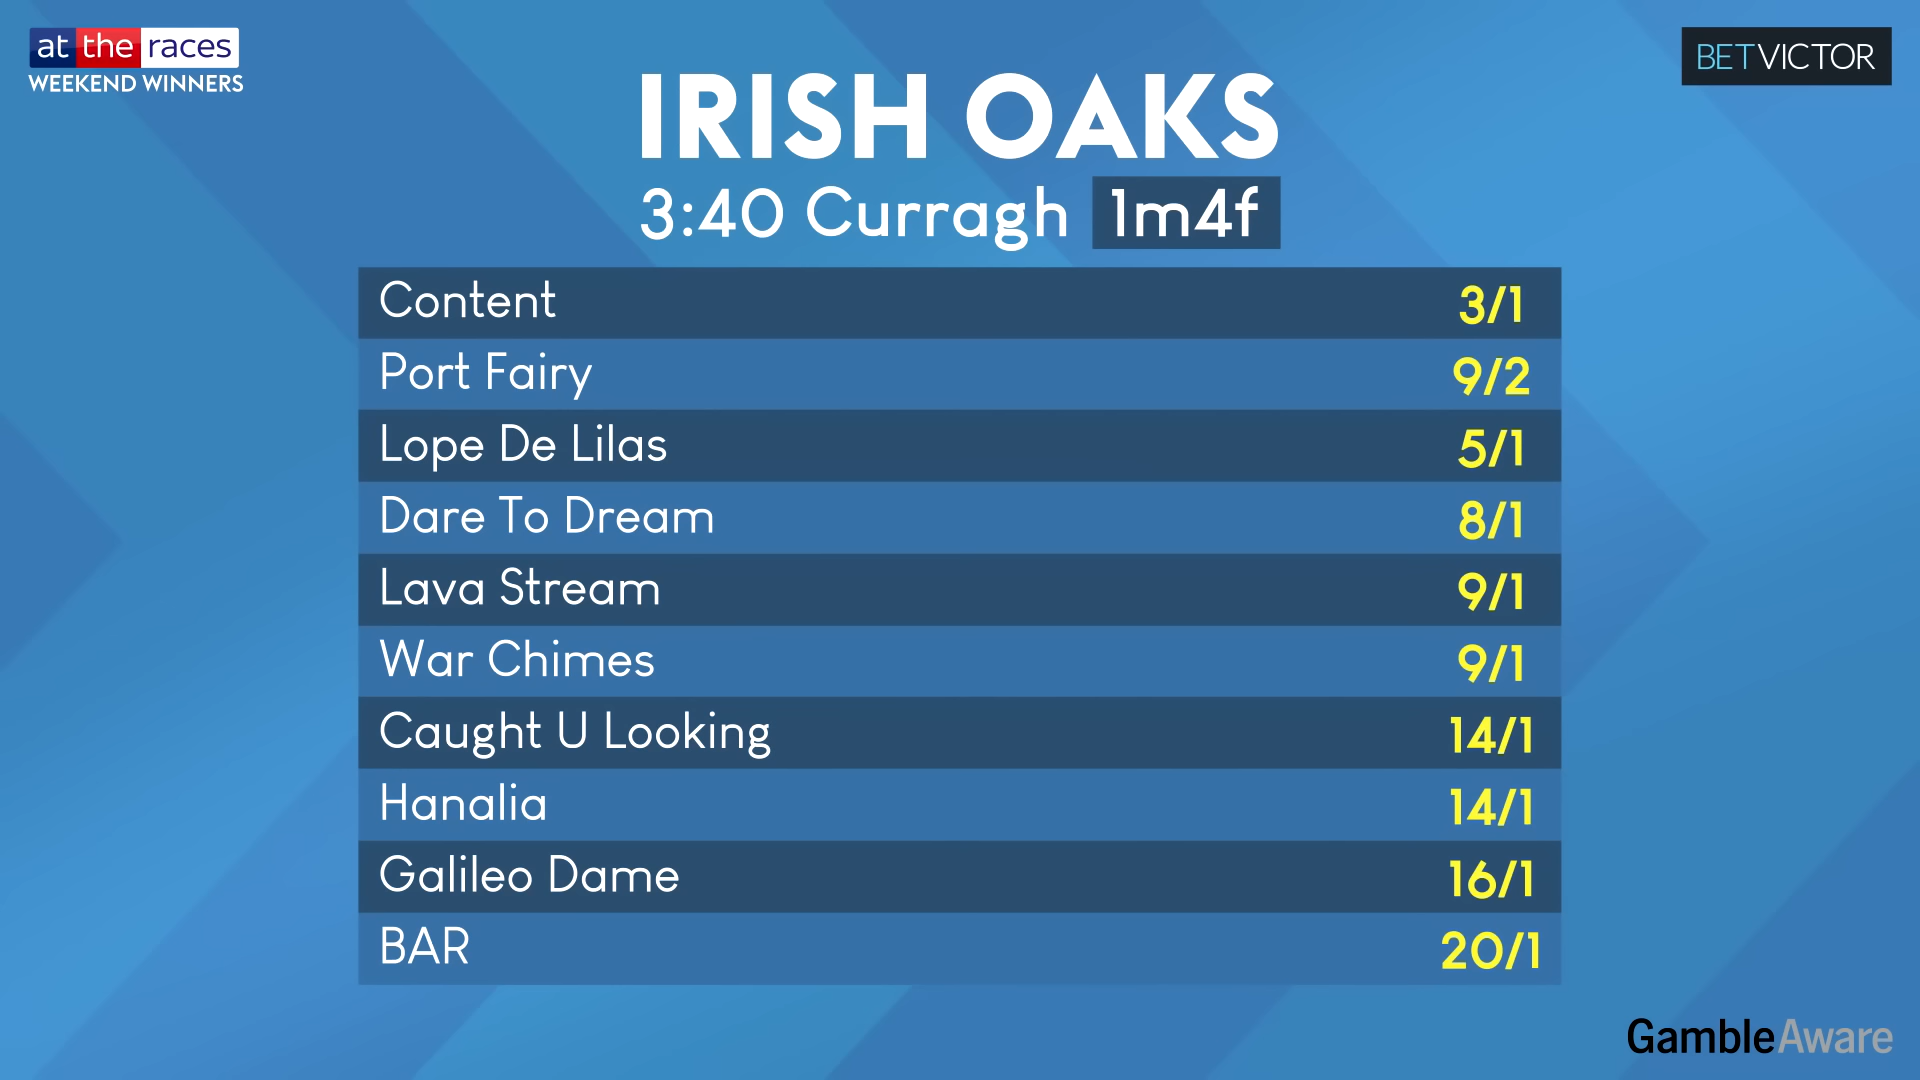 at the races
WEEKEND WINNERS
BETVICTOR
IRISH OAKS
3:40 Curragh 1m4f
Content 3/1
Port Fairy 9/2
Lope De Lilas 5/1
Dare To Dream 8/1
Lava Stream 9/1
War Chimes 9/1
Caught U Looking 14/1
Hanalia 14/1
Galileo Dame 16/1
BAR 20/1
GambleAware